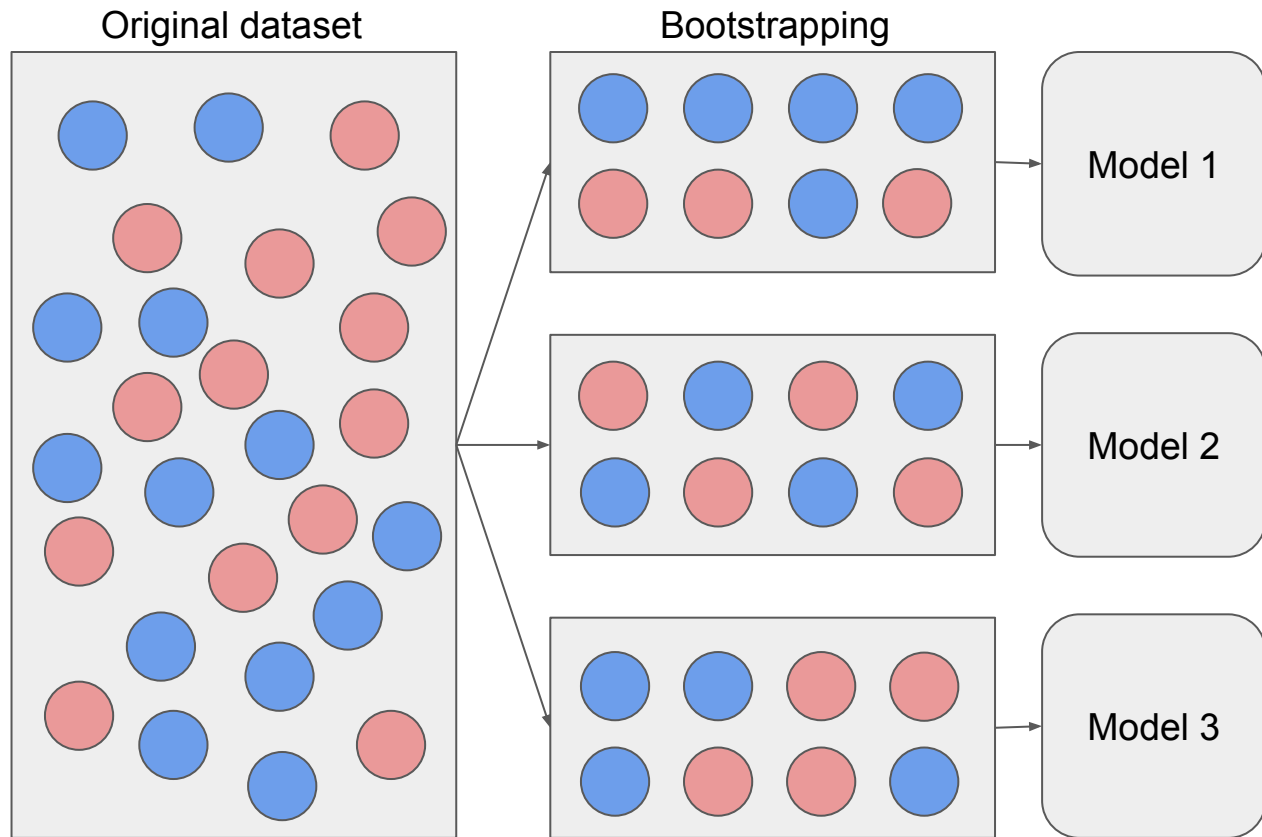 Original dataset
Bootstrapping
Model 1
Model 2
Model 3